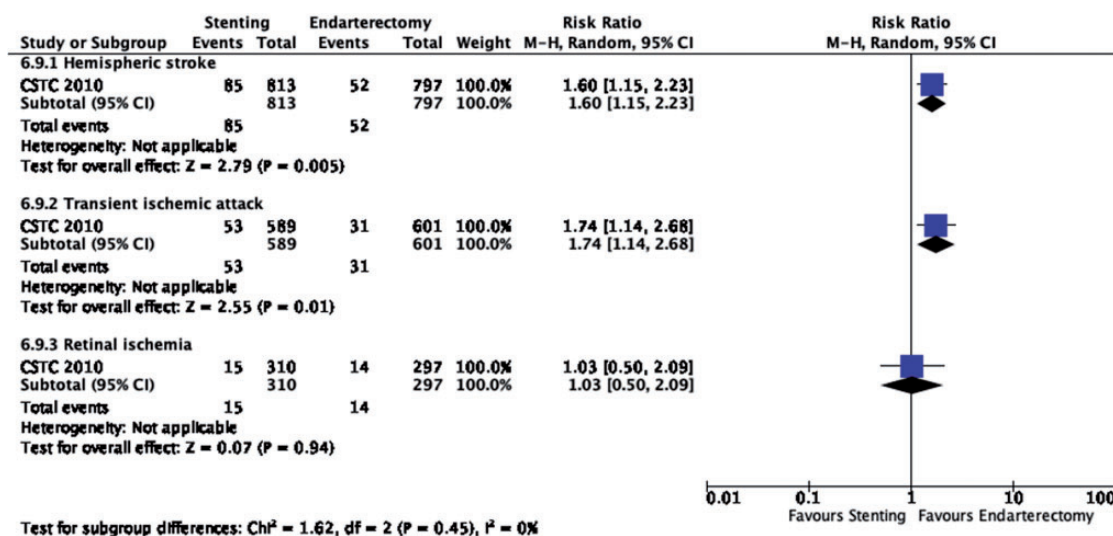 Stenting Endarterectomy Risk Ratio Risk Ratio
Study or Subgroup Events Total Events Total Weight M-H, Random, 95% CI M-H, Random, 95% CI
6.9.1 Hemispheric stroke
CSTC 2010 85 813 52 797 100.0% 1.60 [1.15, 2.23]
Subtotal (95% CI) 813 797 100.0% 1.60 [1.15, 2.23]
Total events 85 52
Heterogeneity: Not applicable
Test for overall effect: Z = 2.79 (P = 0.005)
6.9.2 Transient ischemic attack
CSTC 2010 53 589 31 601 100.0% 1.74 [1.14, 2.68]
Subtotal (95% CI) 589 601 100.0% 1.74 [1.14, 2.68]
Total events 53 31
Heterogeneity: Not applicable
Test for overall effect: Z = 2.55 (P = 0.01)
6.9.3 Retinal ischemia
CSTC 2010 15 310 14 297 100.0% 1.03 [0.50, 2.09]
Subtotal (95% CI) 310 297 100.0% 1.03 [0.50, 2.09]
Total events 15 14
Heterogeneity: Not applicable
Test for overall effect: Z = 0.07 (P = 0.94)
0.01 0.1 1 10 100
Favours Stenting Favours Endarterectomy
Test for subgroup differences: Chi² = 1.62, df = 2 (P = 0.45), I² = 0%